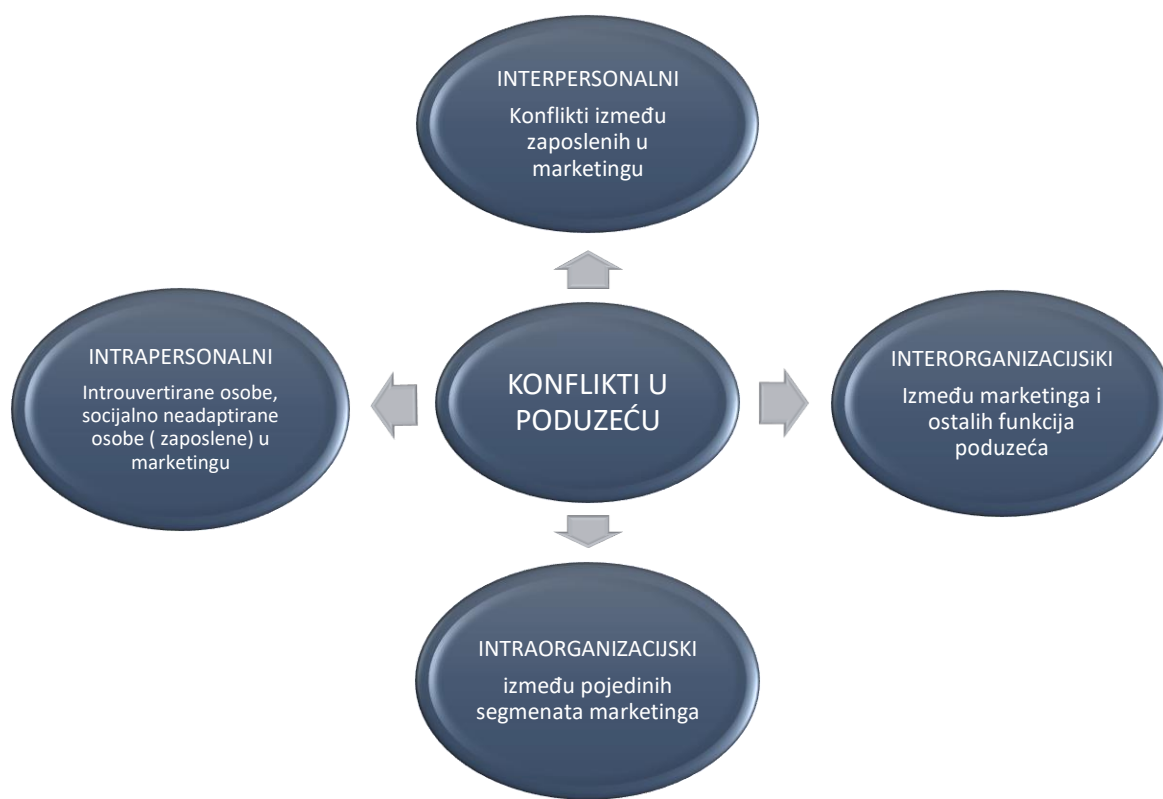 INTERPERSONALNI
Konflikti između
zaposlenih u
marketingu
INTRAPERSONALNI
Introuvertirane osobe,
socijalno neadaptirane
osobe ( zaposlene) u
marketingu
KONFLIKTI U
PODUZEĆU
INTERORGANIZACIJSiKI
Između marketinga i
ostalih funkcija
poduzeća
INTRAORGANIZACIJSKI
između pojedinih
segmenata marketinga